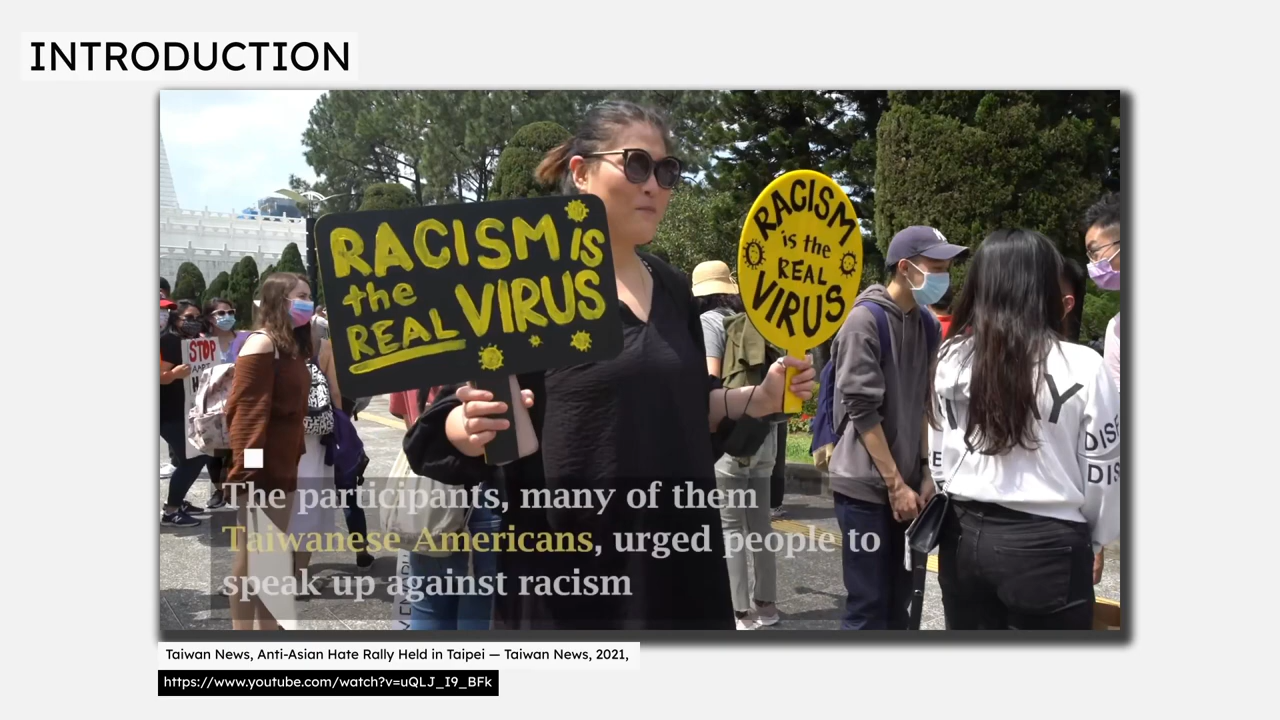 INTRODUCTION
RACISM is
the
REAL VIRUS
RACISM
is the
REAL
VIRUS
STOP
DIS
DIS
The participants, many of them
Taiwanese Americans, urged people to
speak up against racism
Taiwan News, Anti-Asian Hate Rally Held in Taipei — Taiwan News, 2021,
https://www.youtube.com/watch?v=uQLJ_I9_BFk